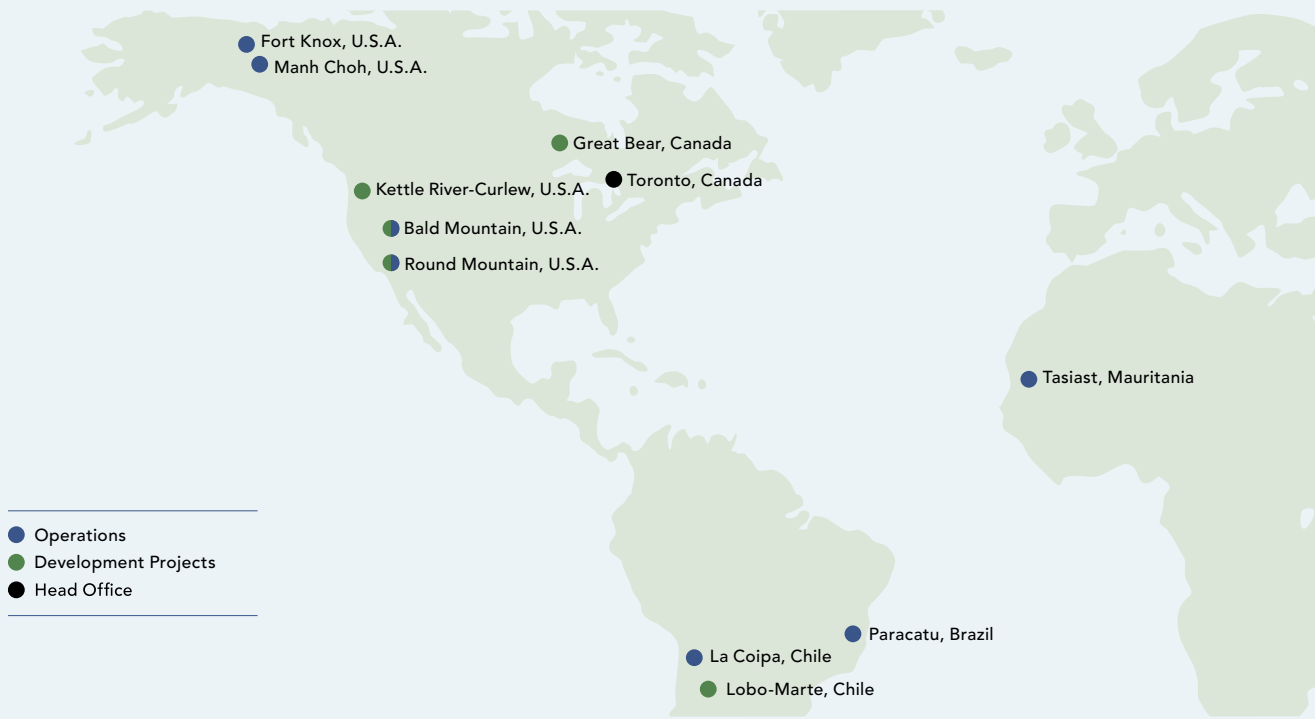 Fort Knox, U.S.A.
Manh Choh, U.S.A.
Great Bear, Canada
Toronto, Canada
Kettle River-Curlew, U.S.A.
Bald Mountain, U.S.A.
Round Mountain, U.S.A.
Tasiast, Mauritania
Operations
Development Projects
Head Office
Paracatu, Brazil
La Coipa, Chile
Lobo-Marte, Chile